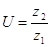 U = z₂ / z₁